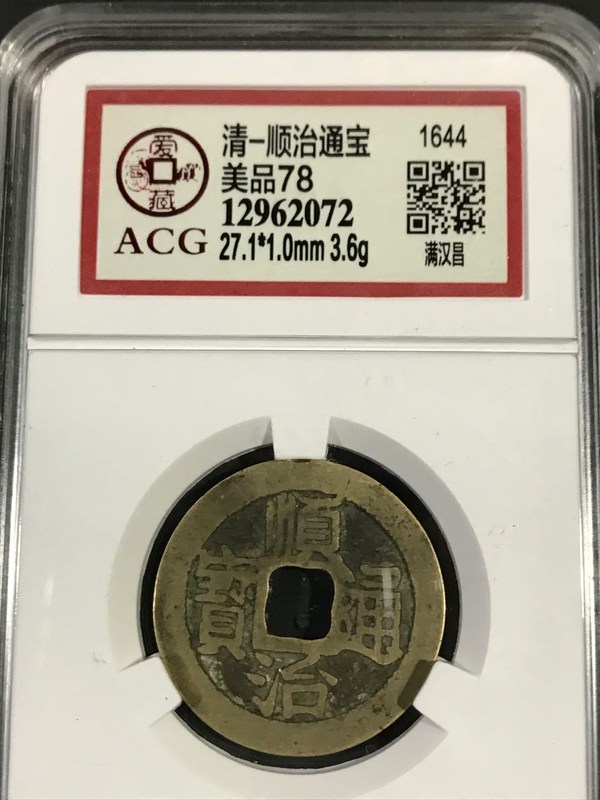 爱
藏
ACG
清-顺治通宝
1644
美品78
12962072
27.1*1.0mm 3.6g
满汉昌
順
治
通
寶